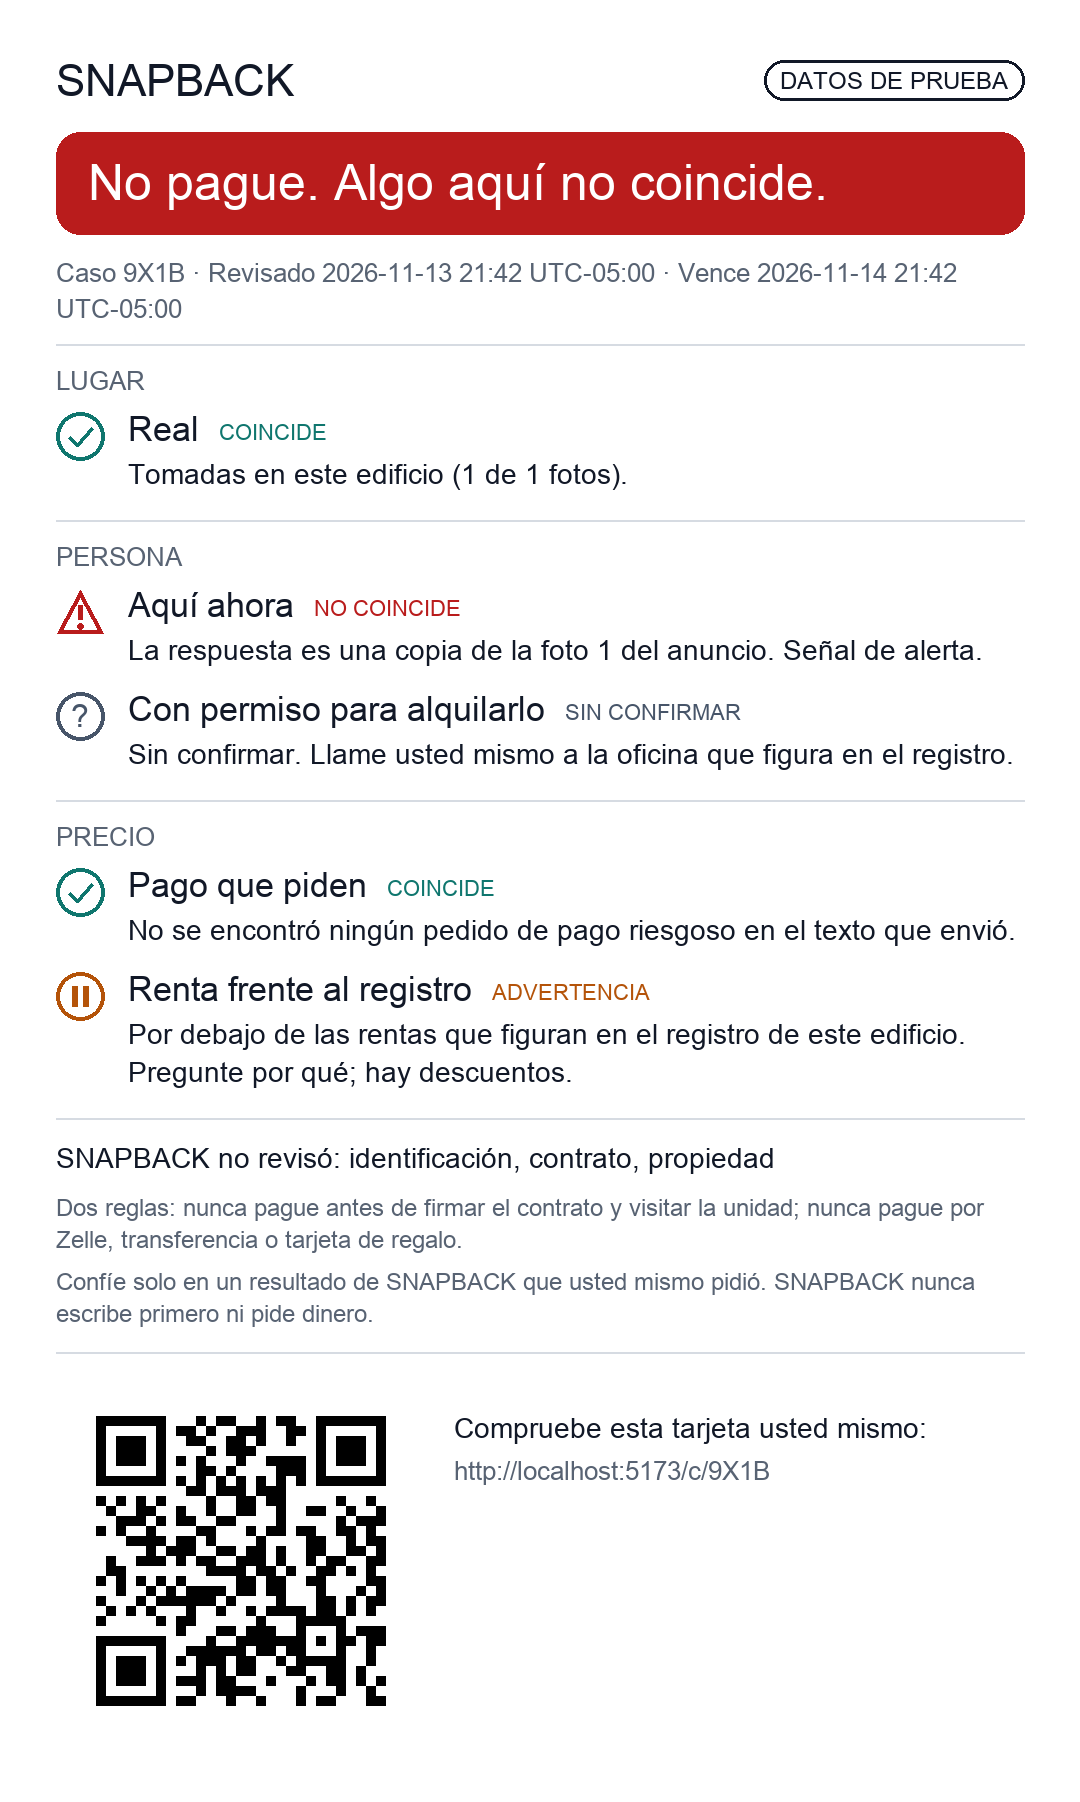 SNAPBACK
DATOS DE PRUEBA
No pague. Algo aquí no coincide.
Caso 9X1B · Revisado 2026-11-13 21:42 UTC-05:00 · Vence 2026-11-14 21:42
UTC-05:00
LUGAR
Real COINCIDE
Tomadas en este edificio (1 de 1 fotos).
PERSONA
Aquí ahora NO COINCIDE
La respuesta es una copia de la foto 1 del anuncio. Señal de alerta.
? Con permiso para alquilarlo SIN CONFIRMAR
Sin confirmar. Llame usted mismo a la oficina que figura en el registro.
PRECIO
Pago que piden COINCIDE
No se encontró ningún pedido de pago riesgoso en el texto que envió.
Renta frente al registro ADVERTENCIA
Por debajo de las rentas que figuran en el registro de este edificio.
Pregunte por qué; hay descuentos.
SNAPBACK no revisó: identificación, contrato, propiedad
Dos reglas: nunca pague antes de firmar el contrato y visitar la unidad; nunca pague por
Zelle, transferencia o tarjeta de regalo.
Confíe solo en un resultado de SNAPBACK que usted mismo pidió. SNAPBACK nunca
escribe primero ni pide dinero.
Compruebe esta tarjeta usted mismo:
http://localhost:5173/c/9X1B